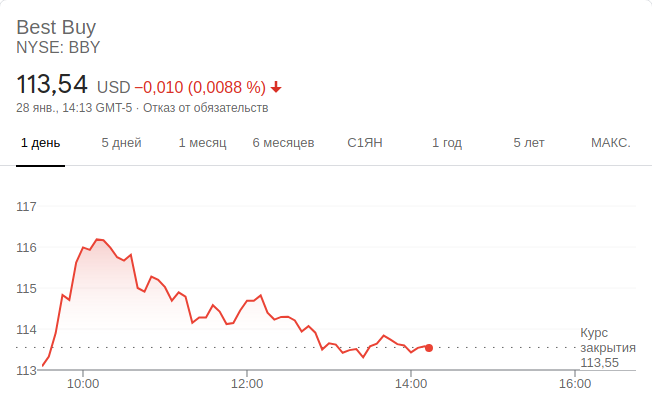 Best Buy
NYSE: BBY
113,54 USD −0,010 (0,0088 %)
28 янв., 14:13 GMT-5 · Отказ от обязательств
1 день 5 дней 1 месяц 6 месяцев С1ЯН 1 год 5 лет МАКС.
117
116
115
114
Курс
закрытия
113,55
113
10:00 12:00 14:00 16:00